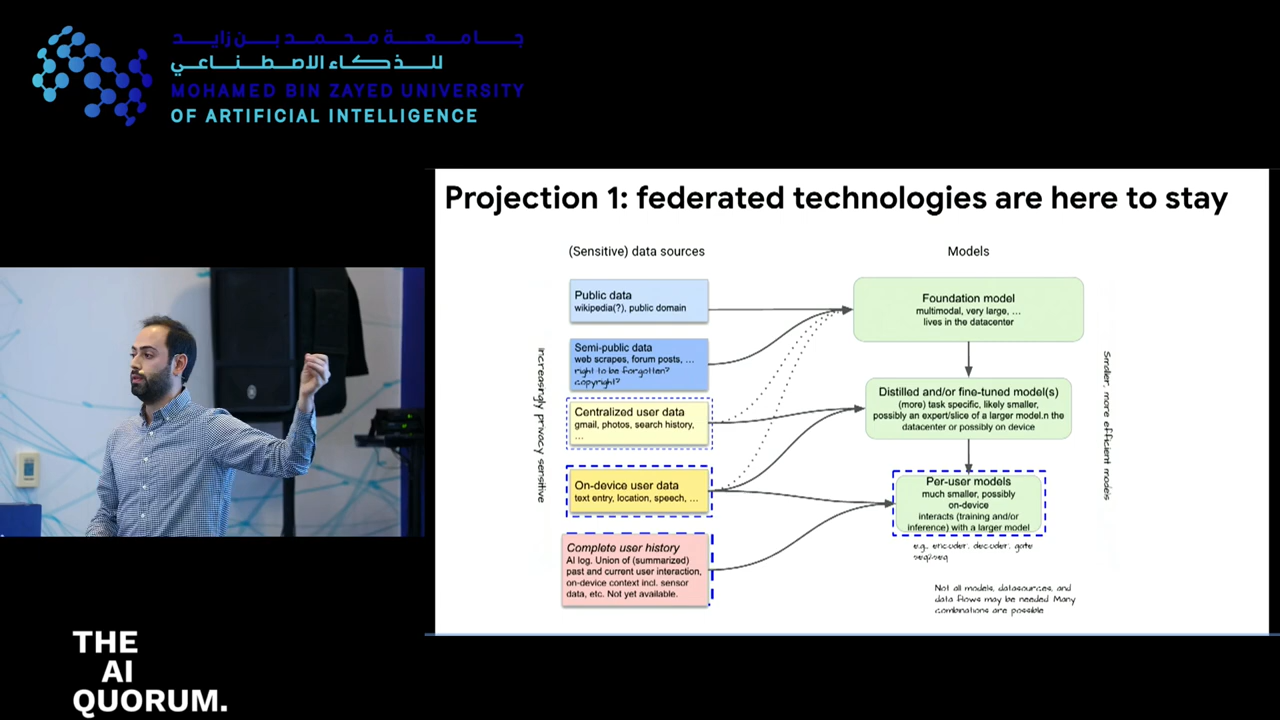 جـــامـــعـــة مـــحـــمـــد بـــن زايـــد
للـــذكـــاء الاصـــطـــنـــاعـــي
MOHAMED BIN ZAYED UNIVERSITY
OF ARTIFICIAL INTELLIGENCE
Projection 1: federated technologies are here to stay
(Sensitive) data sources
Models
increasingly privacy sensitive
Public data
wikipedia(?), public domain
Semi-public data
web scrapes, forum posts, ...
right to be forgotten?
copyright?
Centralized user data
gmail, photos, search history,
...
On-device user data
text entry, location, speech, ...
Complete user history
AI log. Union of (summarized)
past and current user interaction,
on-device context incl. sensor
data, etc. Not yet available.
Foundation model
multimodal, very large, ...
lives in the datacenter
Distilled and/or fine-tuned model(s)
(more) task specific, likely smaller,
possibly an expert/slice of a larger model.n the
datacenter or possibly on device
Per-user models
much smaller, possibly
on-device
interacts (training and/or
inference) with a larger model
e.g., encoder, decoder, gate
seq2seq
Not all models, datasources, and
data flows may be needed. Many
combinations are possible
Smaller, more efficient models
THE
AI
QUORUM.